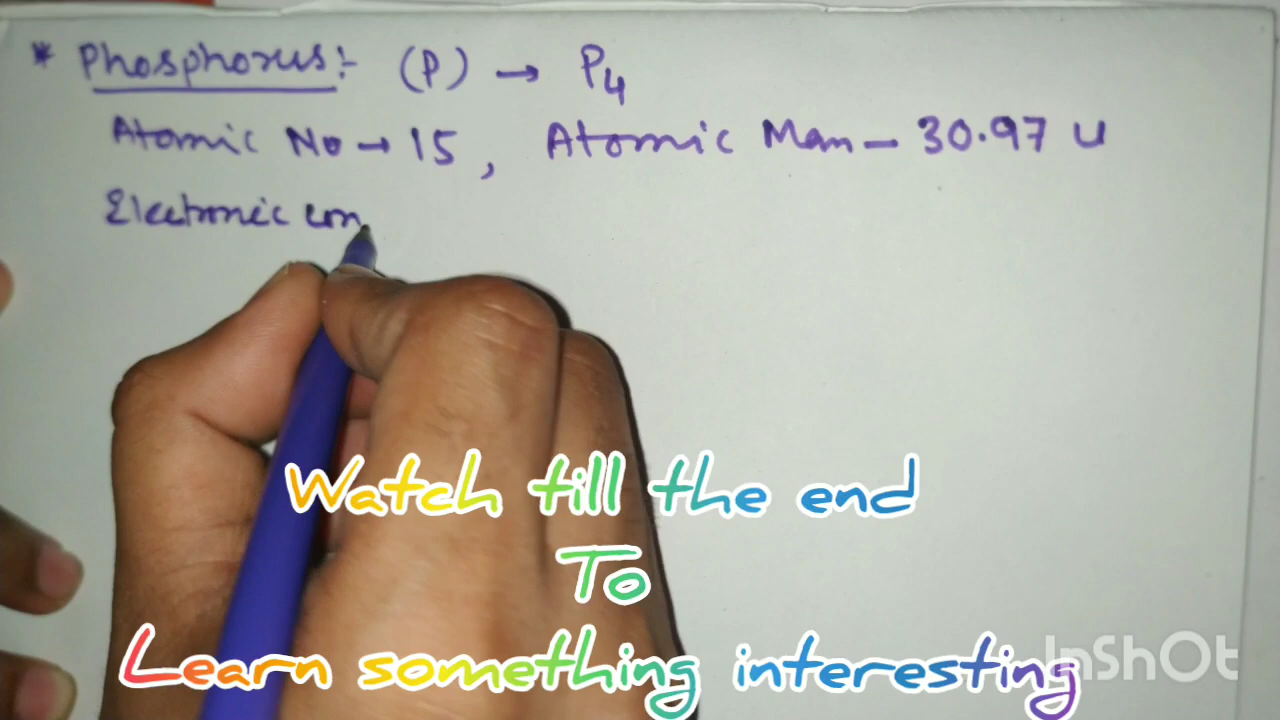 * Phosphorus:- (P) → P4
Atomic No → 15, Atomic Mass – 30.97 u
Electronic con
Watch till the end
To
Learn something interesting
InShOt